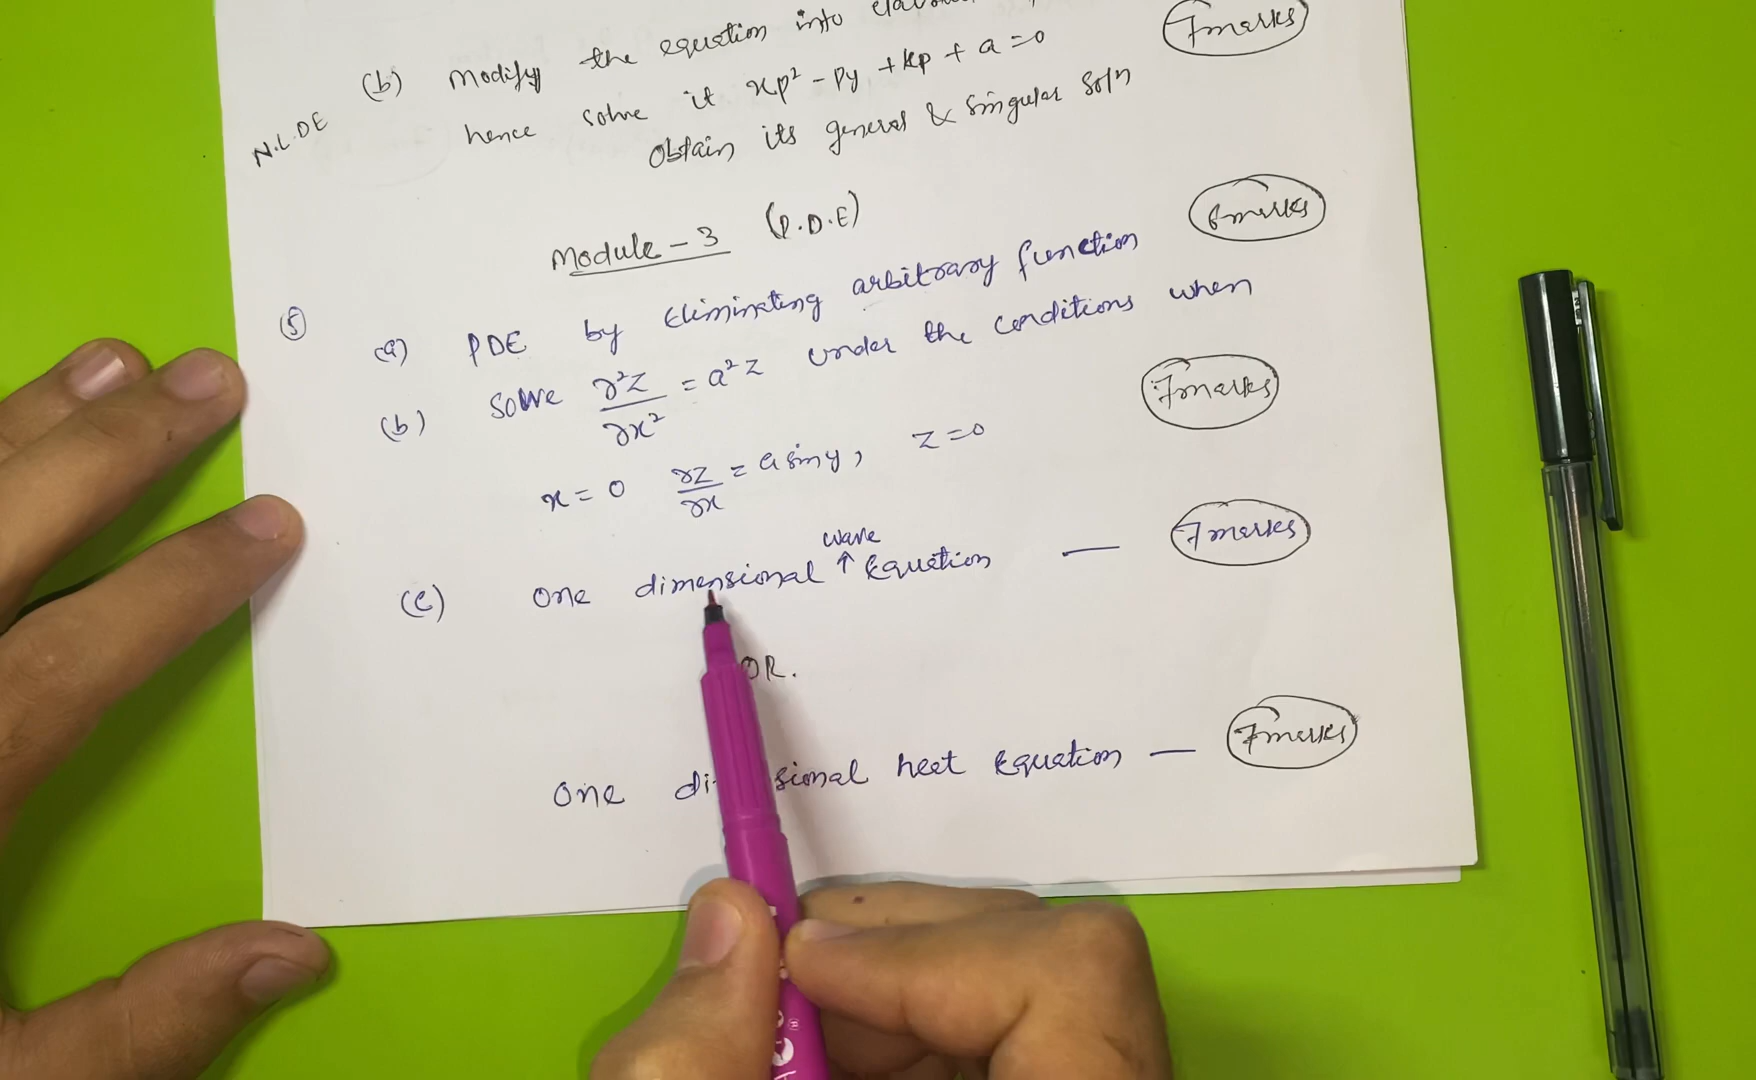 (b) Modify the equation into
7marks
N.L.DE
hence solve it xp² - py + kp + a = 0
Obtain its general & singular soln
Module-3 (P.D.E)
6marks
⑤ (a) PDE by Eliminating arbitrary function
(b) Solve ∂²z/∂x² = a²z under the conditions when
7marks
x = 0 ∂z/∂x = a siny, z = 0
wave
(c) One dimensional ↑ Equation — 7marks
OR.
One di sional heat Equation — 7marks